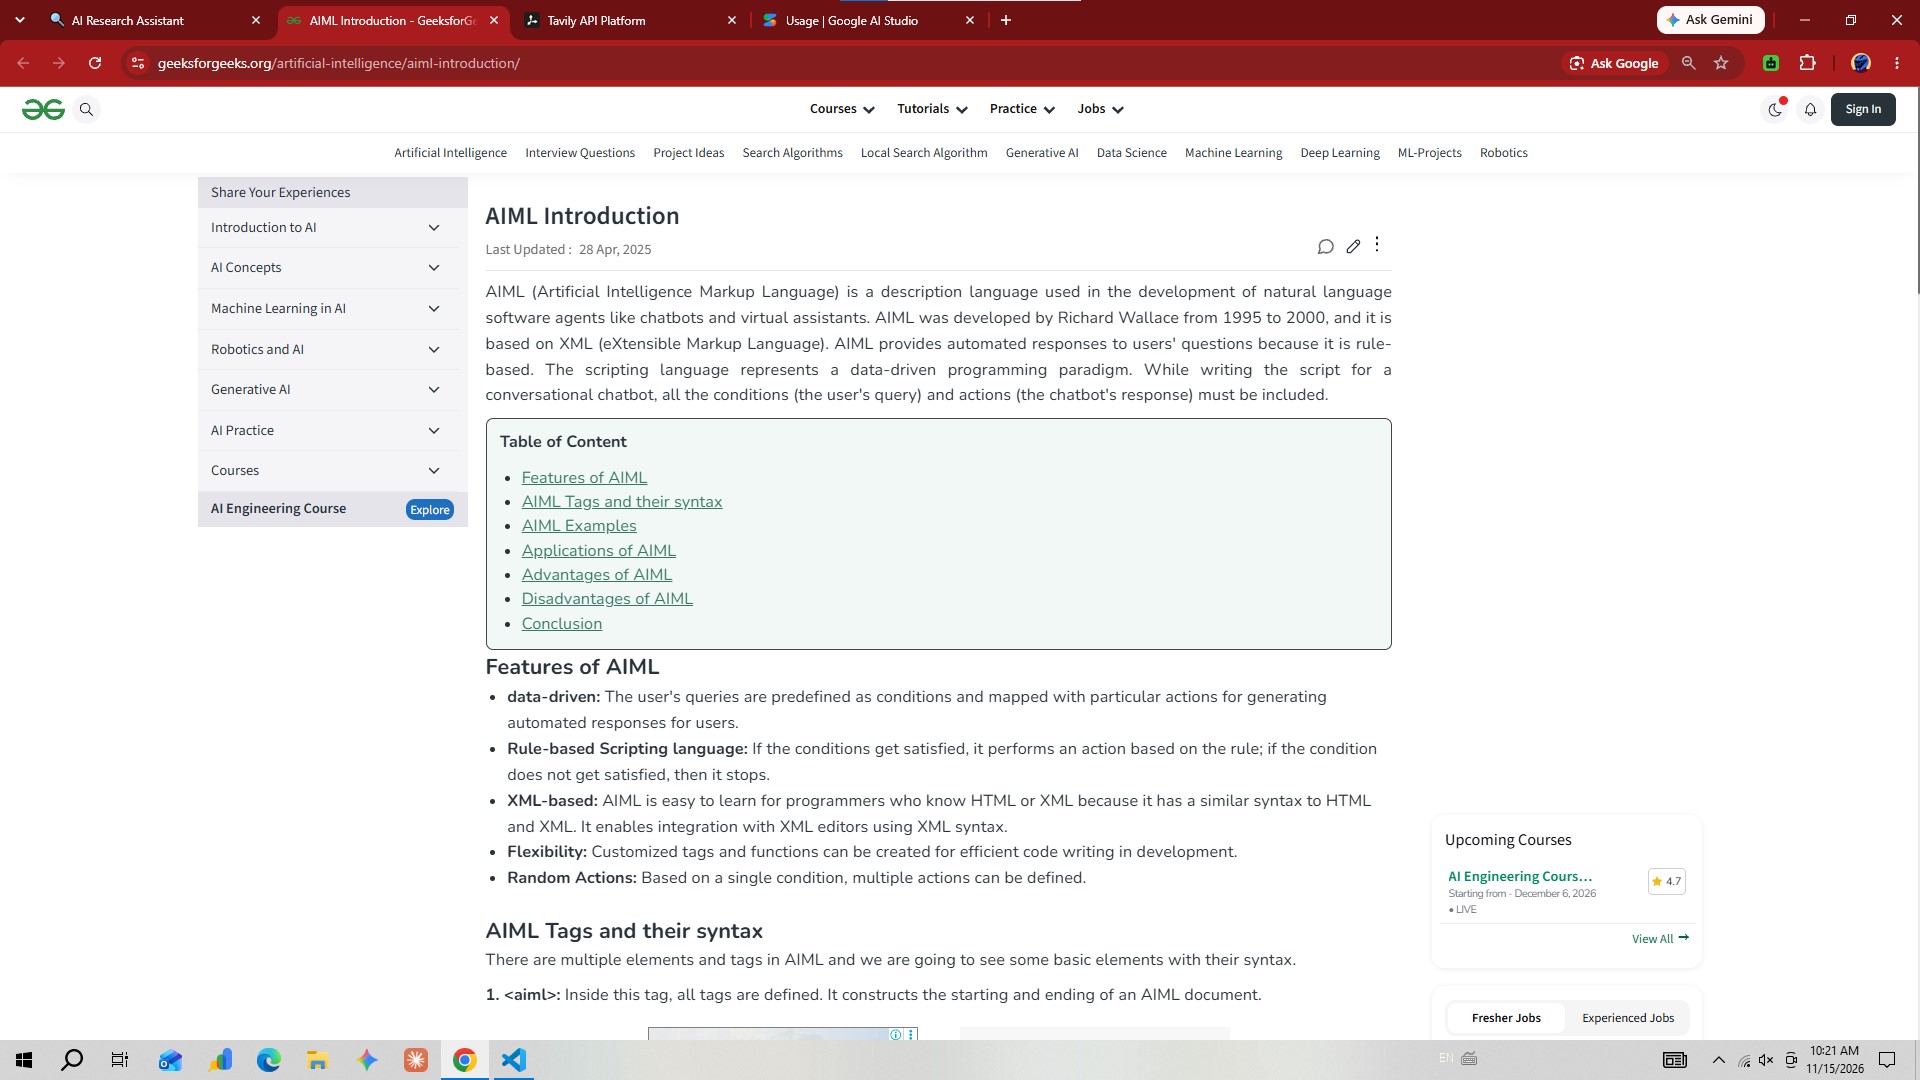 AI Research Assistant
AIML Introduction - GeeksforGe
Tavily API Platform
Usage | Google AI Studio
Ask Gemini
geeksforgeeks.org/artificial-intelligence/aiml-introduction/
Ask Google
Courses
Tutorials
Practice
Jobs
Sign In
Artificial Intelligence
Interview Questions
Project Ideas
Search Algorithms
Local Search Algorithm
Generative AI
Data Science
Machine Learning
Deep Learning
ML-Projects
Robotics
Share Your Experiences
Introduction to AI
AI Concepts
Machine Learning in AI
Robotics and AI
Generative AI
AI Practice
Courses
AI Engineering Course
Explore
AIML Introduction
Last Updated : 28 Apr, 2025
AIML (Artificial Intelligence Markup Language) is a description language used in the development of natural language
software agents like chatbots and virtual assistants. AIML was developed by Richard Wallace from 1995 to 2000, and it is
based on XML (eXtensible Markup Language). AIML provides automated responses to users' questions because it is rule-
based. The scripting language represents a data-driven programming paradigm. While writing the script for a
conversational chatbot, all the conditions (the user's query) and actions (the chatbot's response) must be included.
Table of Content
• Features of AIML
• AIML Tags and their syntax
• AIML Examples
• Applications of AIML
• Advantages of AIML
• Disadvantages of AIML
• Conclusion
Features of AIML
• data-driven: The user's queries are predefined as conditions and mapped with particular actions for generating
automated responses for users.
• Rule-based Scripting language: If the conditions get satisfied, it performs an action based on the rule; if the condition
does not get satisfied, then it stops.
• XML-based: AIML is easy to learn for programmers who know HTML or XML because it has a similar syntax to HTML
and XML. It enables integration with XML editors using XML syntax.
• Flexibility: Customized tags and functions can be created for efficient code writing in development.
• Random Actions: Based on a single condition, multiple actions can be defined.
AIML Tags and their syntax
There are multiple elements and tags in AIML and we are going to see some basic elements with their syntax.
1. <aiml>: Inside this tag, all tags are defined. It constructs the starting and ending of an AIML document.
Upcoming Courses
AI Engineering Cours...
4.7
Starting from - December 6, 2026
• LIVE
View All
Fresher Jobs
Experienced Jobs
EN
10:21 AM
11/15/2026